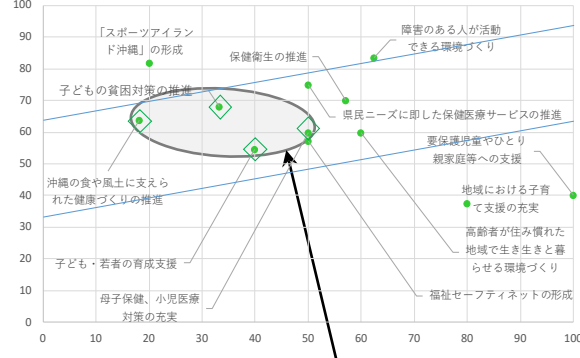 100
90
80
70
60
50
40
30
20
10
0
「スポーツアイラン
ド沖縄」の形成
障害のある人が活動
できる環境づくり
保健衛生の推進
子どもの貧困対策の推進
県民ニーズに即した保健医療サービスの推進
要保護児童やひとり
親家庭等への支援
沖縄の食や風土に支えら
れた健康づくりの推進
地域における子育
て支援の充実
高齢者が住み慣れた
地域で生き生きと暮
らせる環境づくり
子ども・若者の育成支援
母子保健、小児医療
対策の充実
福祉セーフティネットの形成
0
10
20
30
40
50
60
70
80
90
100